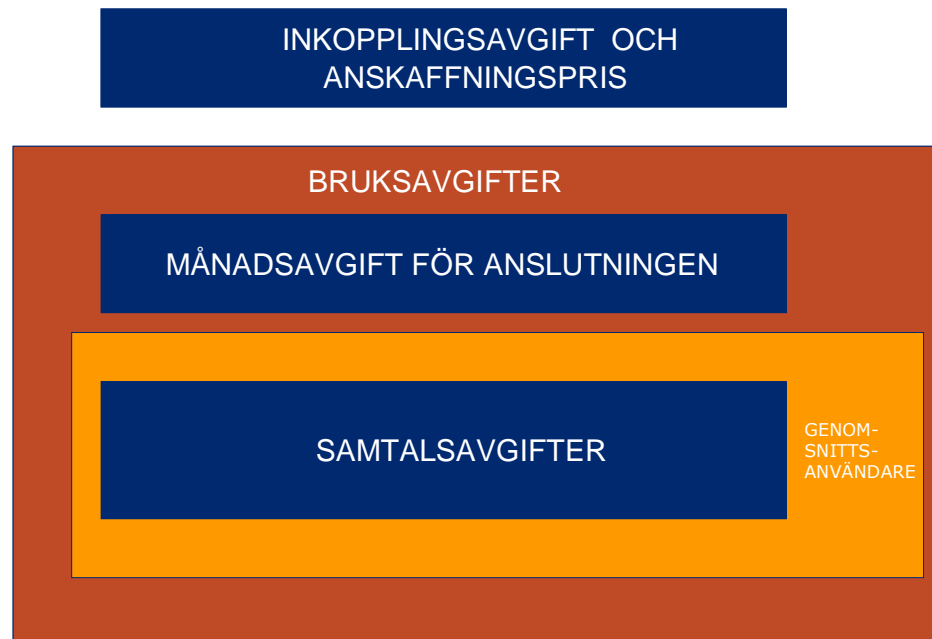 INKOPPLINGSAVGIFT OCH
ANSKAFFNINGSPRIS
BRUKSAVGIFTER
MÅNADSAVGIFT FÖR ANSLUTNINGEN
SAMTALSAVGIFTER
GENOM-
SNITTS-
ANVÄNDARE